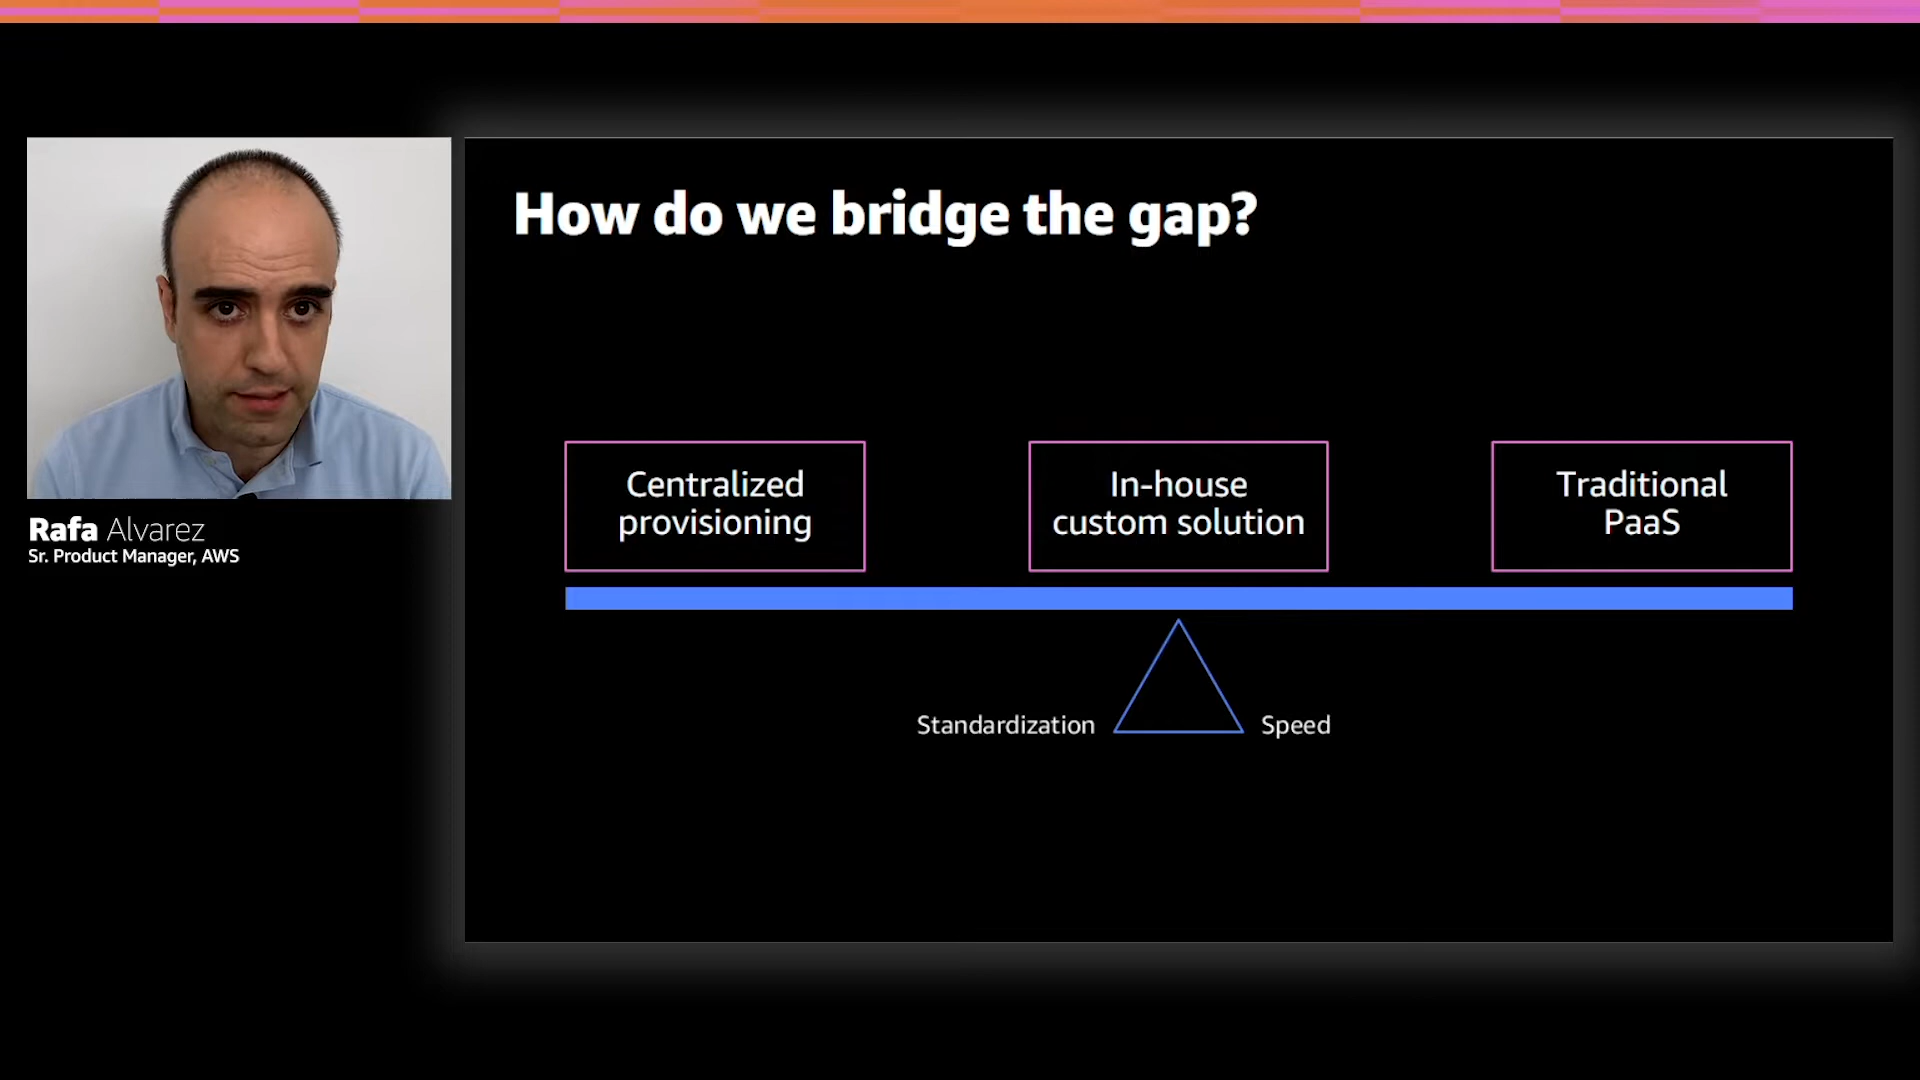 How do we bridge the gap?
Centralized
provisioning
In-house
custom solution
Traditional
PaaS
Standardization
Speed
Rafa Alvarez
Sr. Product Manager, AWS